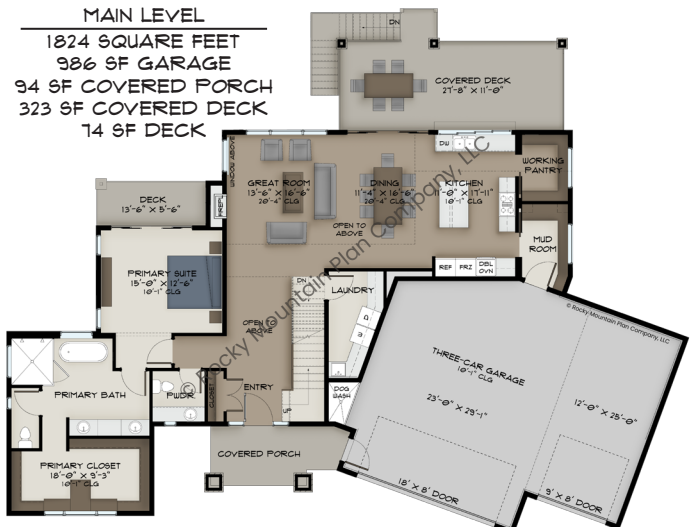 MAIN LEVEL
1824 SQUARE FEET
986 SF GARAGE
94 SF COVERED PORCH
323 SF COVERED DECK
74 SF DECK
DN
COVERED DECK
27'-8" X 11'-0"
WINDOW ABOVE
DW
WORKING
PANTRY
GREAT ROOM
13'-6" X 16'-6"
20'-4" CLG
DINING
11'-4" X 16'-6"
20'-4" CLG
KITCHEN
11'-0" X 17'-11"
10'-1" CLG
DECK
13'-6" X 5'-6"
FIREPL
OPEN TO
ABOVE
MUD
ROOM
REF
FRZ
DBL
OVN
PRIMARY SUITE
15'-0" X 12'-6"
10'-1" CLG
DN
LAUNDRY
D
W
OPEN TO
ABOVE
© Rocky Mountain Plan Company, LLC
© Rocky Mountain Plan Company, LLC
THREE-CAR GARAGE
10'-1" CLG
23'-0" X 29'-1"
12'-0" X 25'-0"
PRIMARY BATH
PWDR
CLOSET
ENTRY
UP
DOG
WASH
PRIMARY CLOSET
18'-0" X 9'-3"
10'-1" CLG
COVERED PORCH
18' X 8' DOOR
9' X 8' DOOR